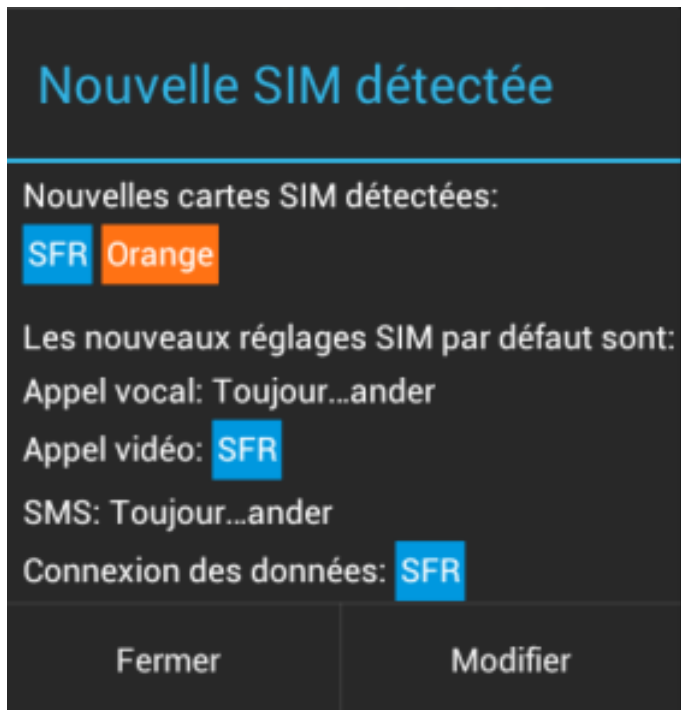 Nouvelle SIM détectée
Nouvelles cartes SIM détectées:
SFR Orange
Les nouveaux réglages SIM par défaut sont:
Appel vocal: Toujour...ander
Appel vidéo: SFR
SMS: Toujour...ander
Connexion des données: SFR
Fermer Modifier